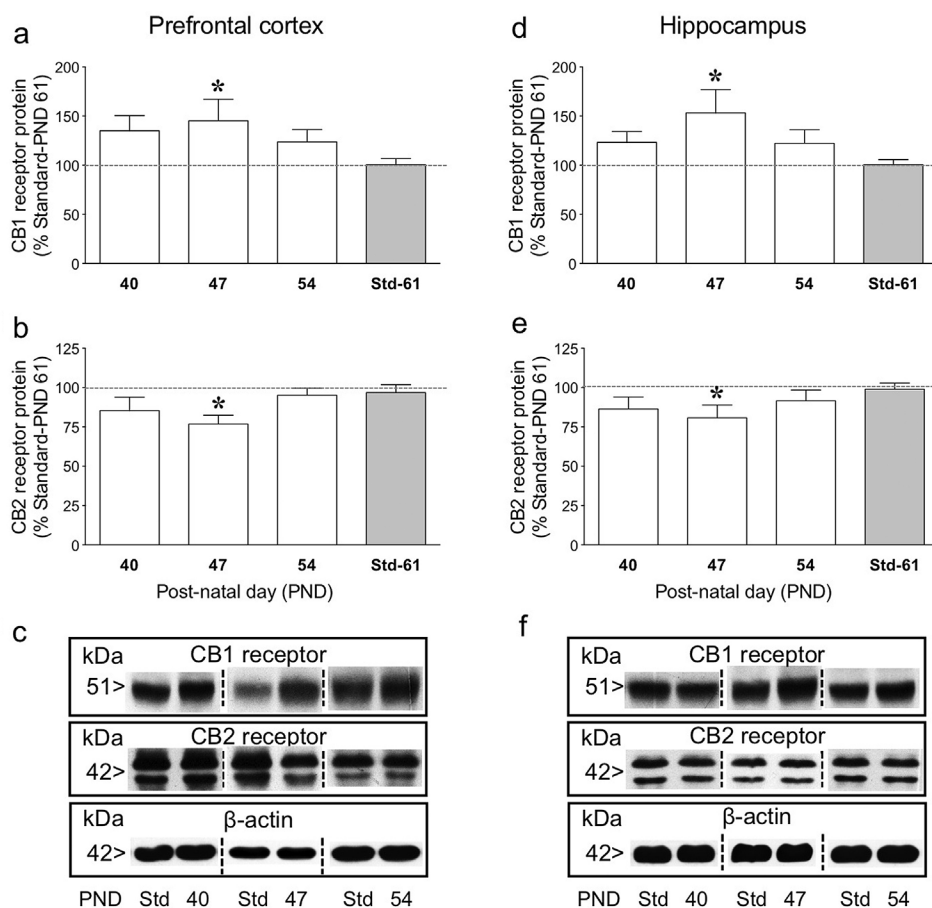 a Prefrontal cortex
CB1 receptor protein
(% Standard-PND 61)
200
150
100
50
0
*
40 47 54 Std-61
b
CB2 receptor protein
(% Standard-PND 61)
125
100
75
50
25
0
*
40 47 54 Std-61
Post-natal day (PND)
c
kDa CB1 receptor
51>
kDa CB2 receptor
42>
kDa β-actin
42>
PND Std 40 Std 47 Std 54
d Hippocampus
CB1 receptor protein
(% Standard-PND 61)
200
150
100
50
0
*
40 47 54 Std-61
e
CB2 receptor protein
(% Standard-PND 61)
125
100
75
50
25
0
*
40 47 54 Std-61
Post-natal day (PND)
f
kDa CB1 receptor
51>
kDa CB2 receptor
42>
kDa β-actin
42>
PND Std 40 Std 47 Std 54